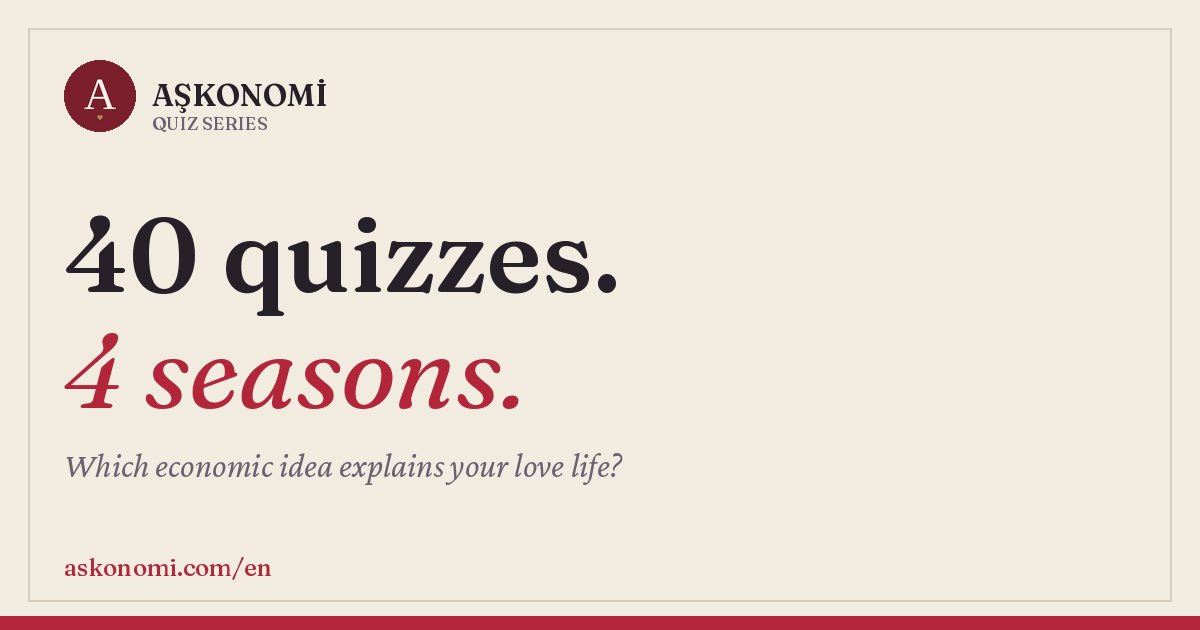 A
AŞKONOMİ
QUIZ SERIES
40 quizzes.
4 seasons.
Which economic idea explains your love life?
askonomi.com/en